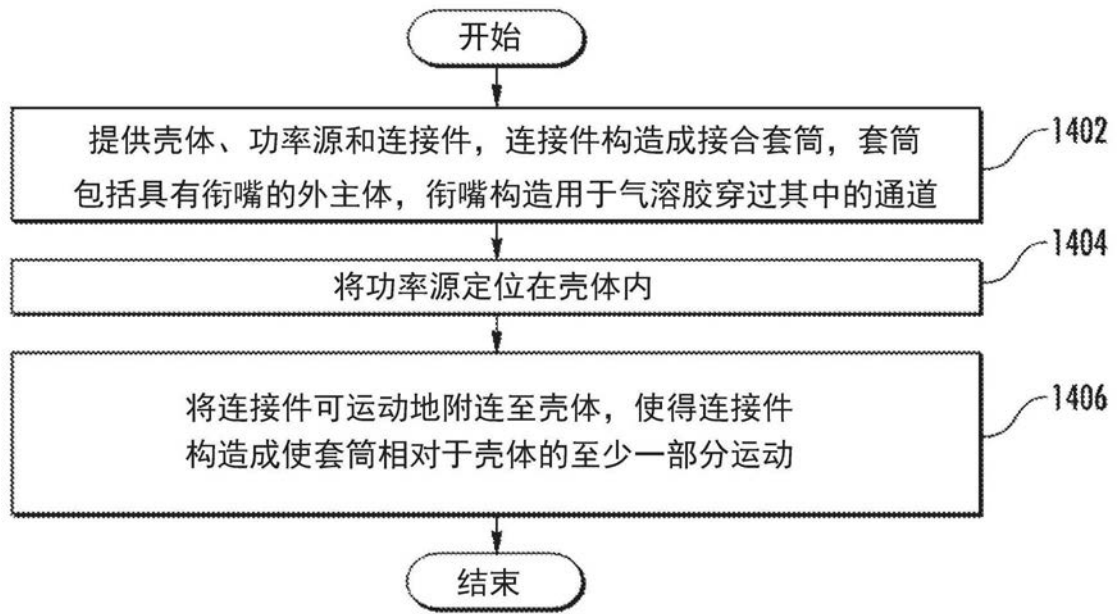 开始
提供壳体、功率源和连接件，连接件构造成接合套筒，套筒
包括具有衔嘴的外主体，衔嘴构造用于气溶胶穿过其中的通道
1402
1404
将功率源定位在壳体内
将连接件可运动地附连至壳体，使得连接件
构造成使套筒相对于壳体的至少一部分运动
1406
结束